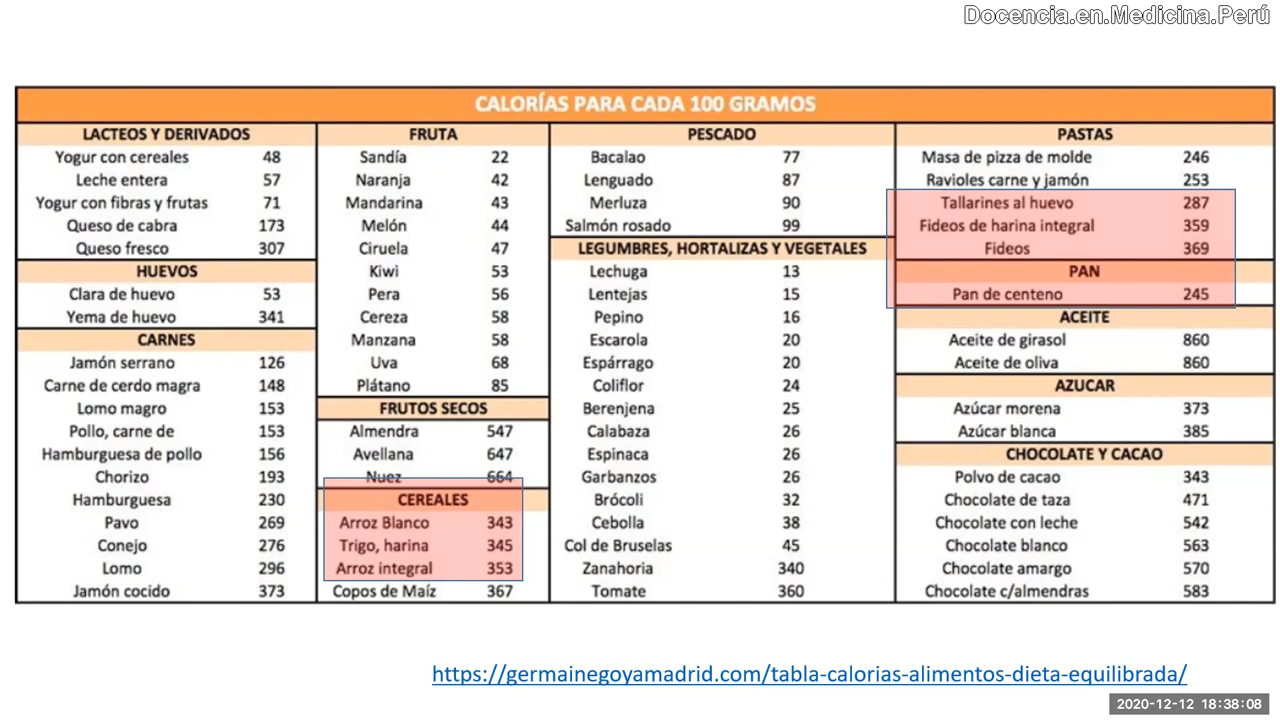 Docencia.en.Medicina.Perú
CALORÍAS PARA CADA 100 GRAMOS
LACTEOS Y DERIVADOS
Yogur con cereales 48
Leche entera 57
Yogur con fibras y frutas 71
Queso de cabra 173
Queso fresco 307
HUEVOS
Clara de huevo 53
Yema de huevo 341
CARNES
Jamón serrano 126
Carne de cerdo magra 148
Lomo magro 153
Pollo, carne de 153
Hamburguesa de pollo 156
Chorizo 193
Hamburguesa 230
Pavo 269
Conejo 276
Lomo 296
Jamón cocido 373
FRUTA
Sandía 22
Naranja 42
Mandarina 43
Melón 44
Ciruela 47
Kiwi 53
Pera 56
Cereza 58
Manzana 58
Uva 68
Plátano 85
FRUTOS SECOS
Almendra 547
Avellana 647
Nuez 664
CEREALES
Arroz Blanco 343
Trigo, harina 345
Arroz integral 353
Copos de Maíz 367
PESCADO
Bacalao 77
Lenguado 87
Merluza 90
Salmón rosado 99
LEGUMBRES, HORTALIZAS Y VEGETALES
Lechuga 13
Lentejas 15
Pepino 16
Escarola 20
Espárrago 20
Coliflor 24
Berenjena 25
Calabaza 26
Espinaca 26
Garbanzos 26
Brócoli 32
Cebolla 38
Col de Bruselas 45
Zanahoria 340
Tomate 360
PASTAS
Masa de pizza de molde 246
Ravioles carne y jamón 253
Tallarines al huevo 287
Fideos de harina integral 359
Fideos 369
PAN
Pan de centeno 245
ACEITE
Aceite de girasol 860
Aceite de oliva 860
AZUCAR
Azúcar morena 373
Azúcar blanca 385
CHOCOLATE Y CACAO
Polvo de cacao 343
Chocolate de taza 471
Chocolate con leche 542
Chocolate blanco 563
Chocolate amargo 570
Chocolate c/almendras 583
https://germainegoyamadrid.com/tabla-calorias-alimentos-dieta-equilibrada/
2020-12-12 18:38:08